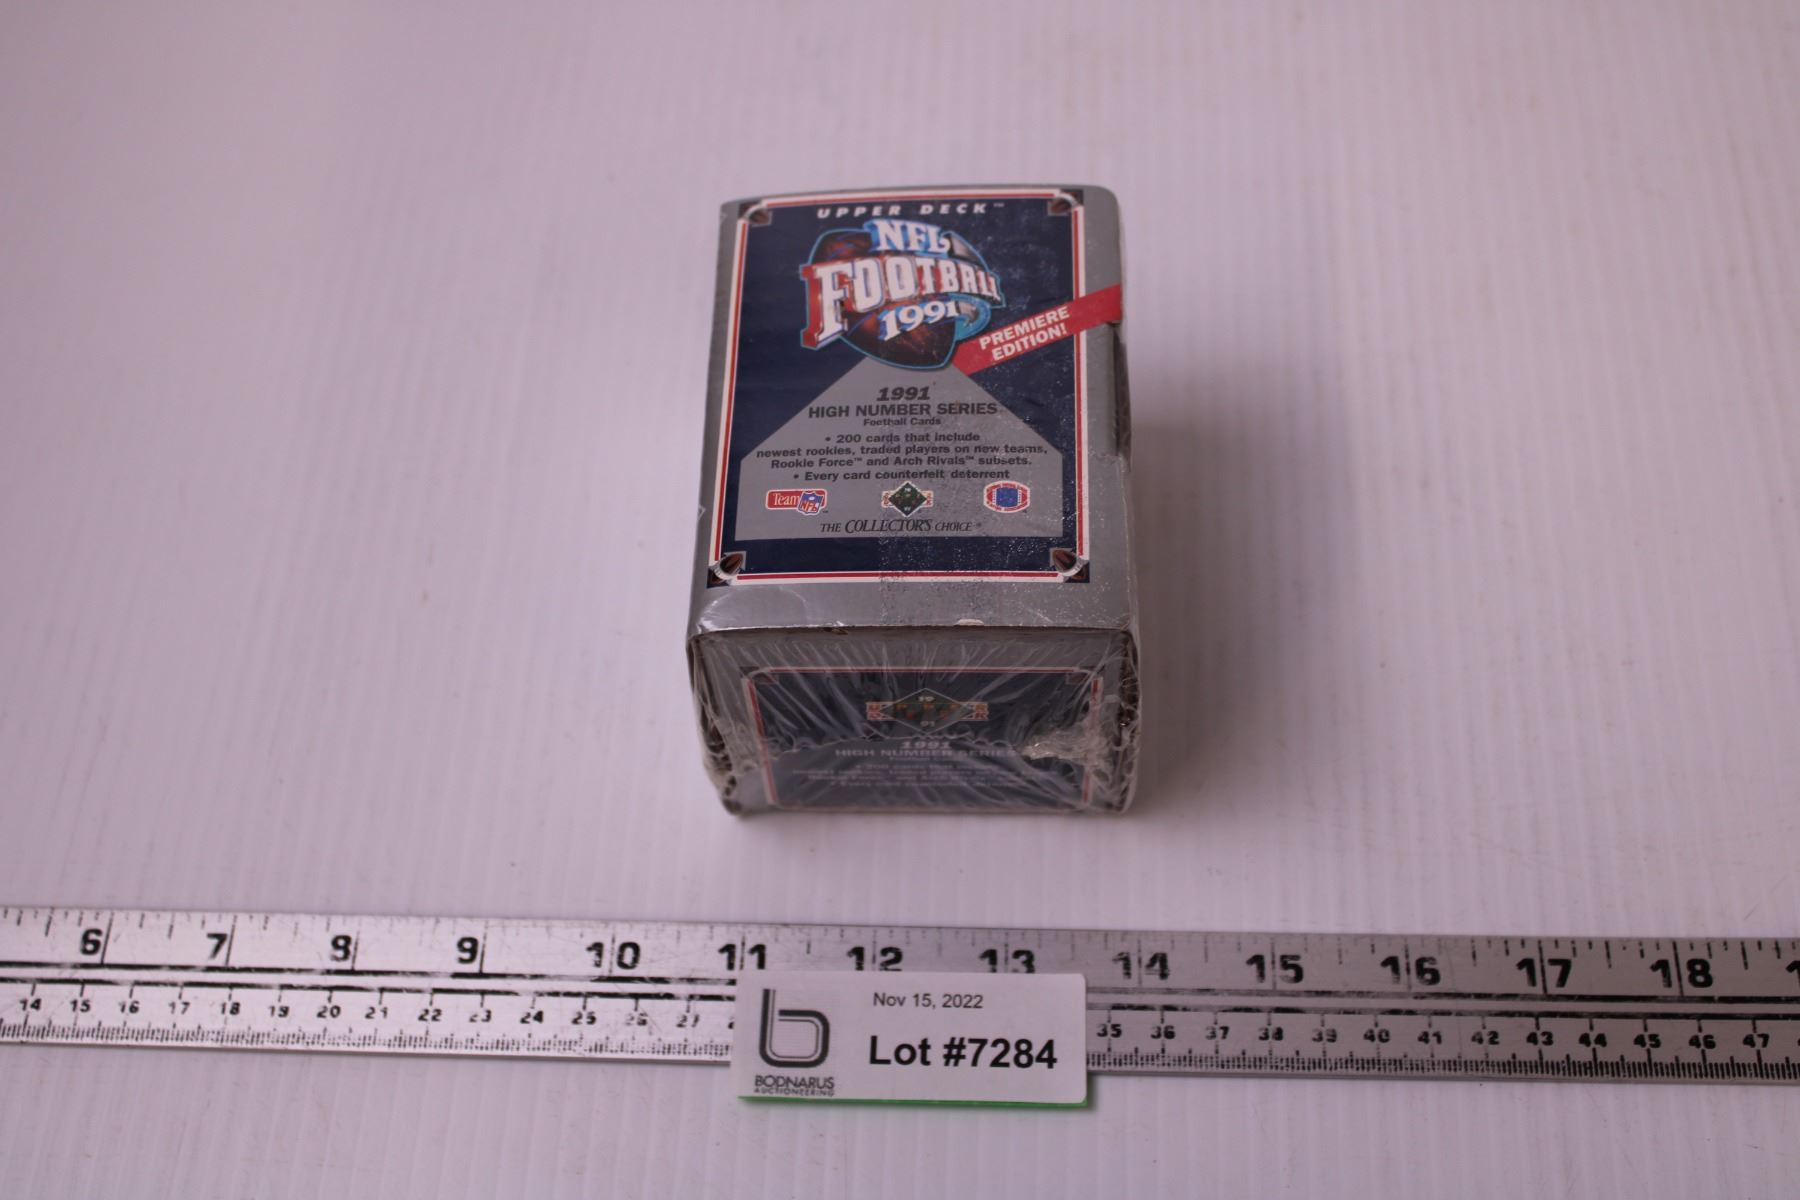 UPPER DECK™
NFL
FOOTBALL
1991
PREMIERE
EDITION!
1991
HIGH NUMBER SERIES
Football Cards
• 200 cards that include
newest rookies, traded players on new teams,
Rookie Force™ and Arch Rivals™ subsets.
• Every card counterfeit deterrent
Team NFL
THE COLLECTOR'S CHOICE®
1991
HIGH NUMBER SERIES
6 7 8 9 10 11 12 13 14 15 16 17 18
14 15 16 17 18 19 20 21 22 23 24 25 26 27 35 36 37 38 39 40 41 42 43 44 45 46 47
Nov 15, 2022
Lot #7284
BODNARUS
AUCTIONEERING